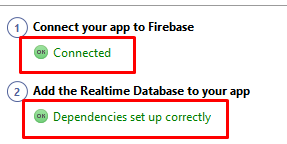 1 Connect your app to Firebase
OK Connected
2 Add the Realtime Database to your app
OK Dependencies set up correctly